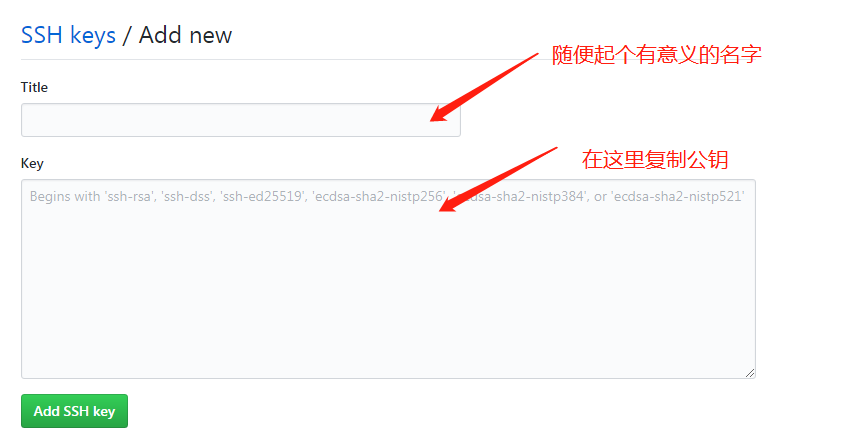 SSH keys / Add new
随便起个有意义的名字
Title
在这里复制公钥
Key
Begins with 'ssh-rsa', 'ssh-dss', 'ssh-ed25519', 'ecdsa-sha2-nistp256', 'ecdsa-sha2-nistp384', or 'ecdsa-sha2-nistp521'
Add SSH key